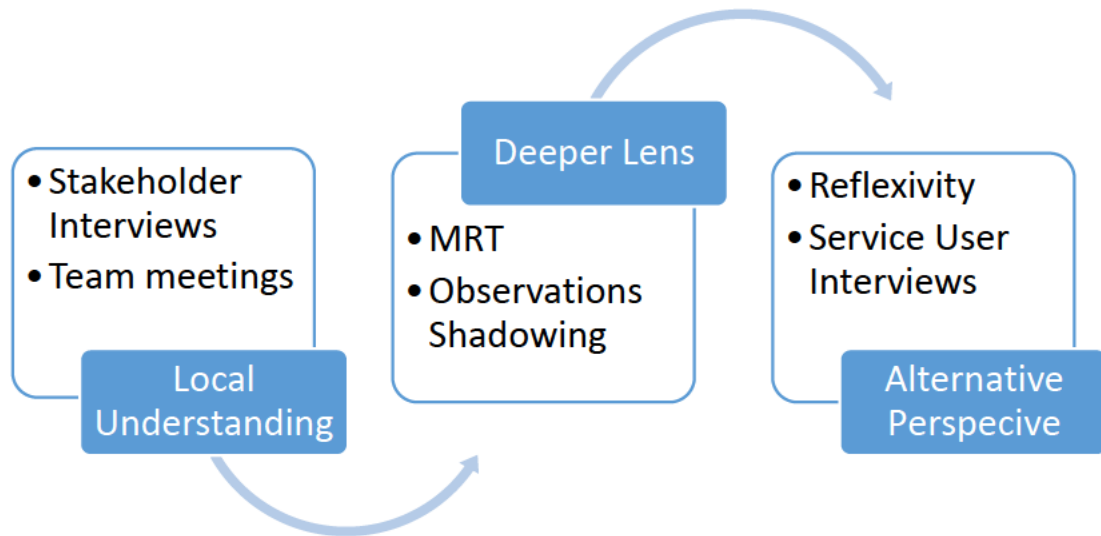 • Stakeholder
Interviews
• Team meetings
Local
Understanding
Deeper Lens
• MRT
• Observations
Shadowing
• Reflexivity
• Service User
Interviews
Alternative
Perspecive